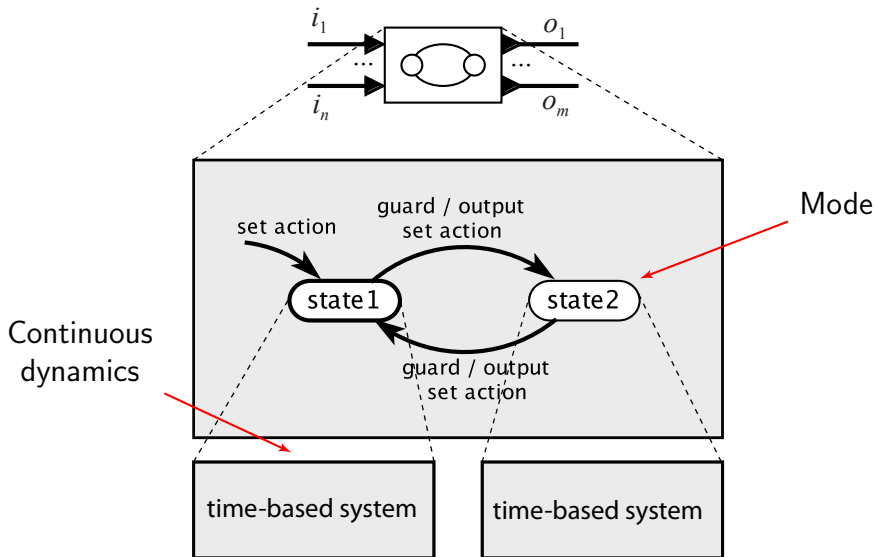 i1
o1
...
...
in
om
guard / output
set action
set action
Mode
state1
state2
Continuous
dynamics
guard / output
set action
time-based system
time-based system